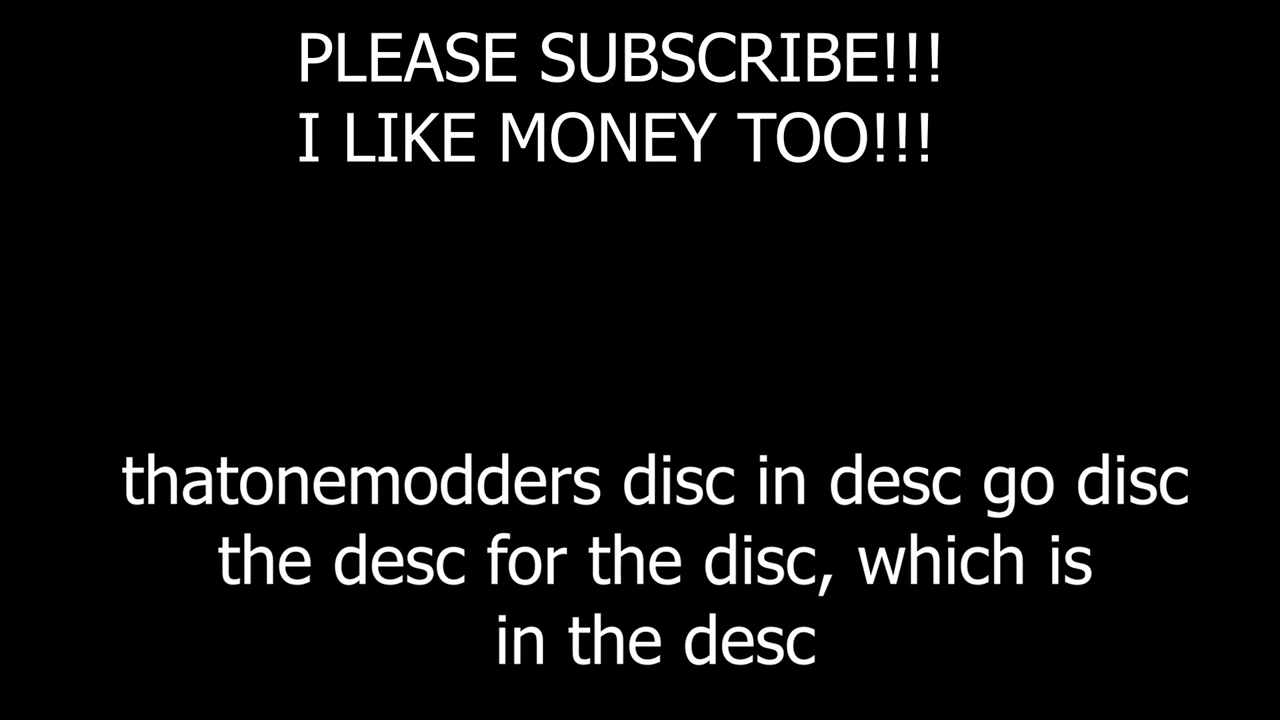 PLEASE SUBSCRIBE!!!
I LIKE MONEY TOO!!!
thatonemodders disc in desc go disc
the desc for the disc, which is
in the desc